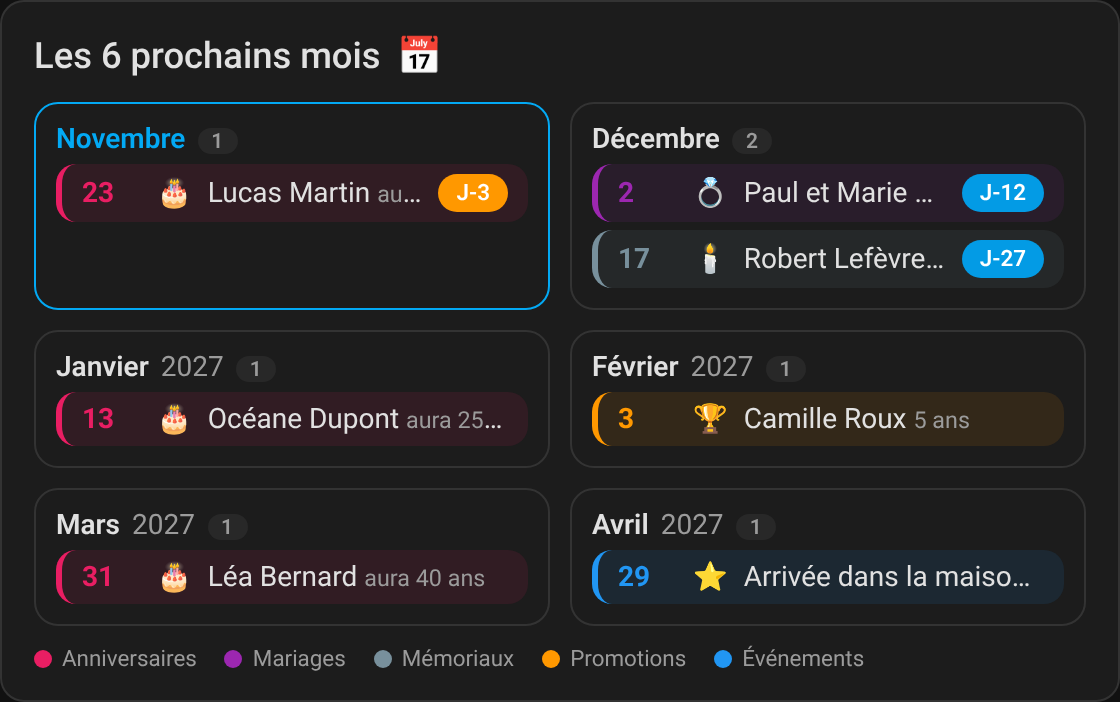 Les 6 prochains mois
July
17
Novembre 1
23 Lucas Martin au... J-3
Décembre 2
2 Paul et Marie ... J-12
17 Robert Lefèvre... J-27
Janvier 2027 1
13 Océane Dupont aura 25...
Février 2027 1
3 Camille Roux 5 ans
Mars 2027 1
31 Léa Bernard aura 40 ans
Avril 2027 1
29 Arrivée dans la maiso...
Anniversaires Mariages Mémoriaux Promotions Événements